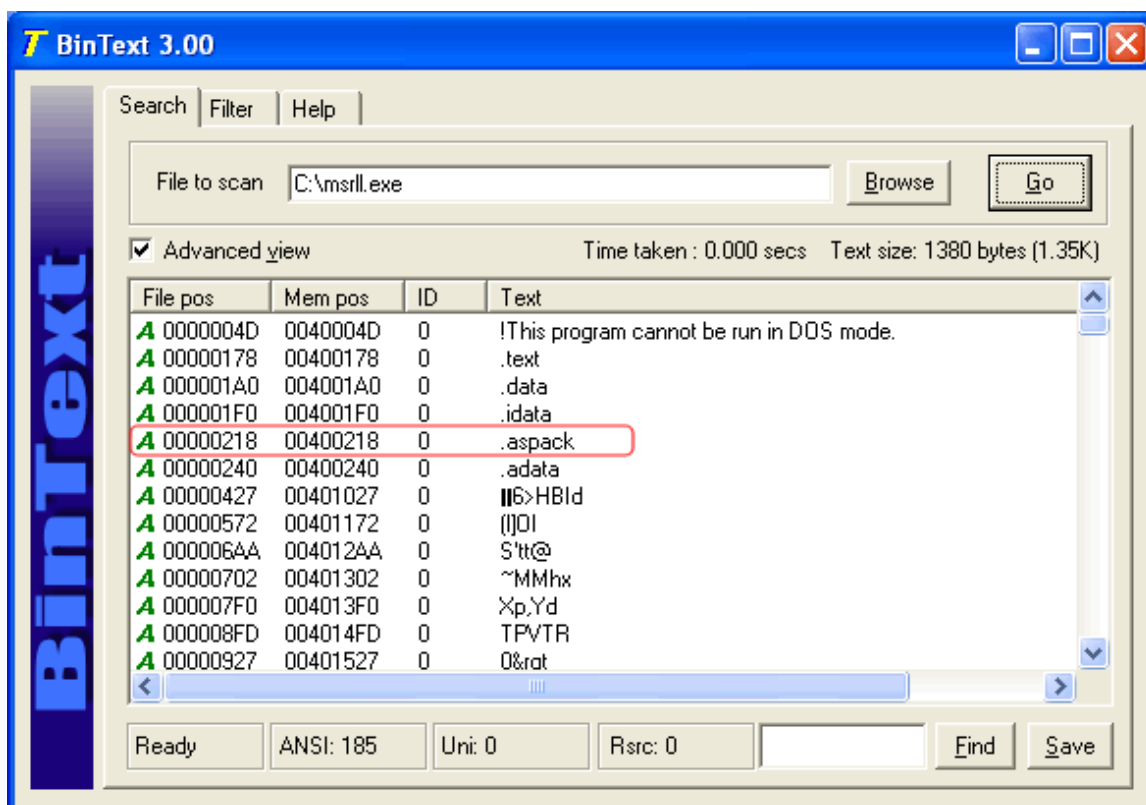 BinText 3.00
Search Filter Help
File to scan C:\msrll.exe Browse Go
Advanced view Time taken : 0.000 secs Text size: 1380 bytes (1.35K)
File pos Mem pos ID Text
A 0000004D 0040004D 0 !This program cannot be run in DOS mode.
A 00000178 00400178 0 .text
A 000001A0 004001A0 0 .data
A 000001F0 004001F0 0 .idata
A 00000218 00400218 0 .aspack
A 00000240 00400240 0 .adata
A 00000427 00401027 0
A 00000572 00401172 0
A 000006AA 004012AA 0 S'tt@
A 00000702 00401302 0 ~MMhx
A 000007F0 004013F0 0 Xp,Yd
A 000008FD 004014FD 0 TPVTR
A 00000927 00401527 0 0&rat
BinText
Ready ANSI: 185 Uni: 0 Rsrc: 0 Find Save